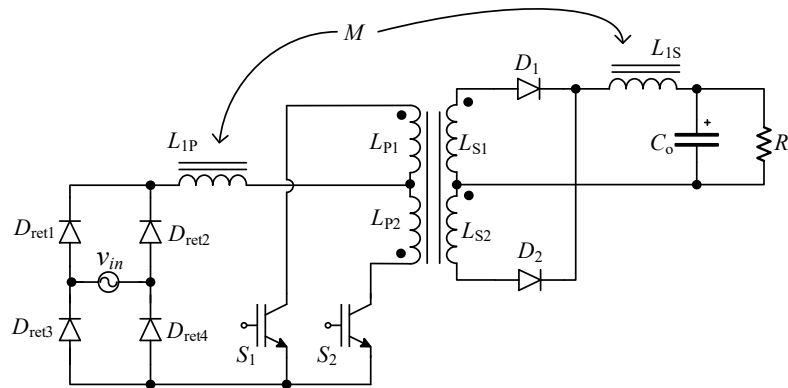 M
L1S
D1
L1P
LP1
LS1
Co
+
R
Dret1
Dret2
LP2
LS2
vin
D2
Dret3
Dret4
S1
S2